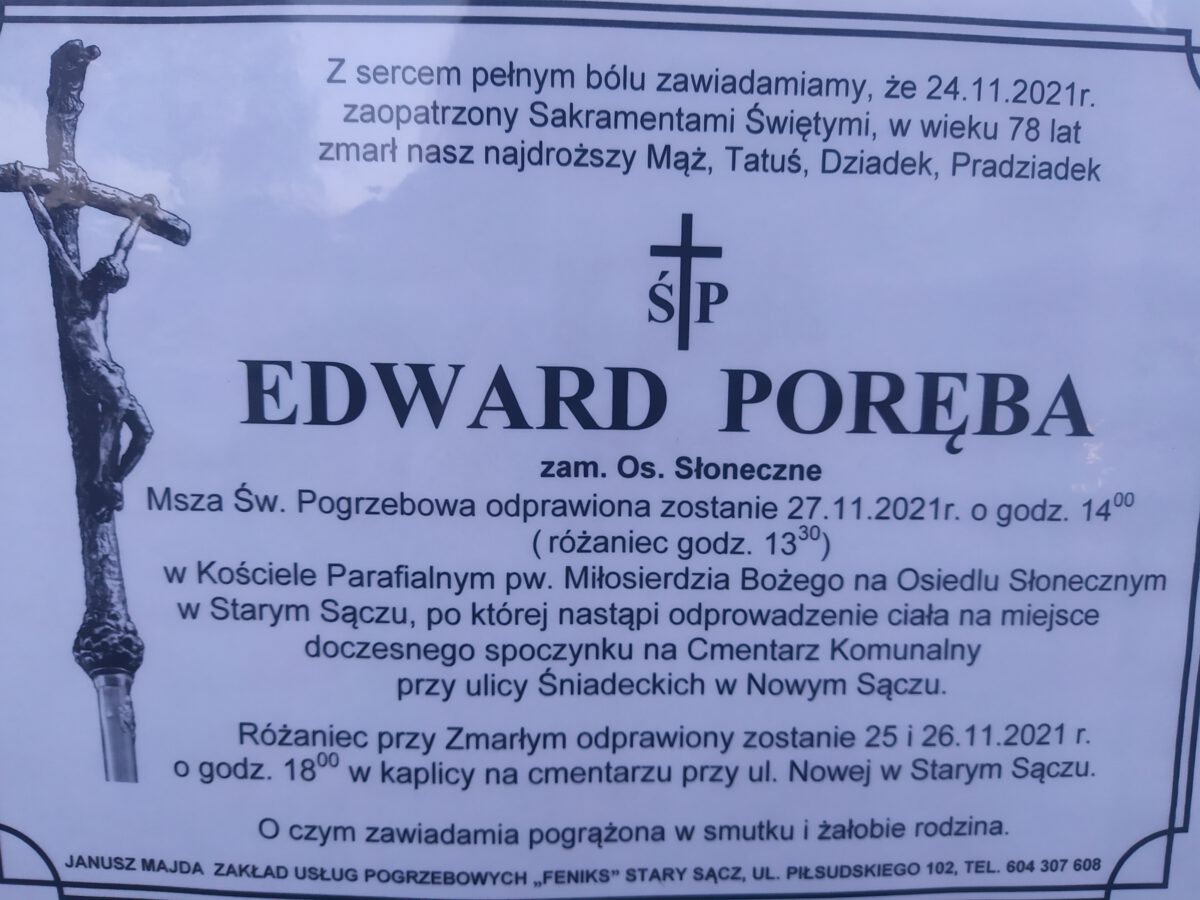 Z sercem pełnym bólu zawiadamiamy, że 24.11.2021r.
zaopatrzony Sakramentami Świętymi, w wieku 78 lat
zmarł nasz najdroższy Mąż, Tatuś, Dziadek, Pradziadek
Ś P
EDWARD PORĘBA
zam. Os. Słoneczne
Msza Św. Pogrzebowa odprawiona zostanie 27.11.2021r. o godz. 14⁰⁰
( różaniec godz. 13³⁰)
w Kościele Parafialnym pw. Miłosierdzia Bożego na Osiedlu Słonecznym
w Starym Sączu, po której nastąpi odprowadzenie ciała na miejsce
doczesnego spoczynku na Cmentarz Komunalny
przy ulicy Śniadeckich w Nowym Sączu.
Różaniec przy Zmarłym odprawiony zostanie 25 i 26.11.2021 r.
o godz. 18⁰⁰ w kaplicy na cmentarzu przy ul. Nowej w Starym Sączu.
O czym zawiadamia pogrążona w smutku i żałobie rodzina.
JANUSZ MAJDA ZAKŁAD USŁUG POGRZEBOWYCH „FENIKS” STARY SĄCZ, UL. PIŁSUDSKIEGO 102, TEL. 604 307 608